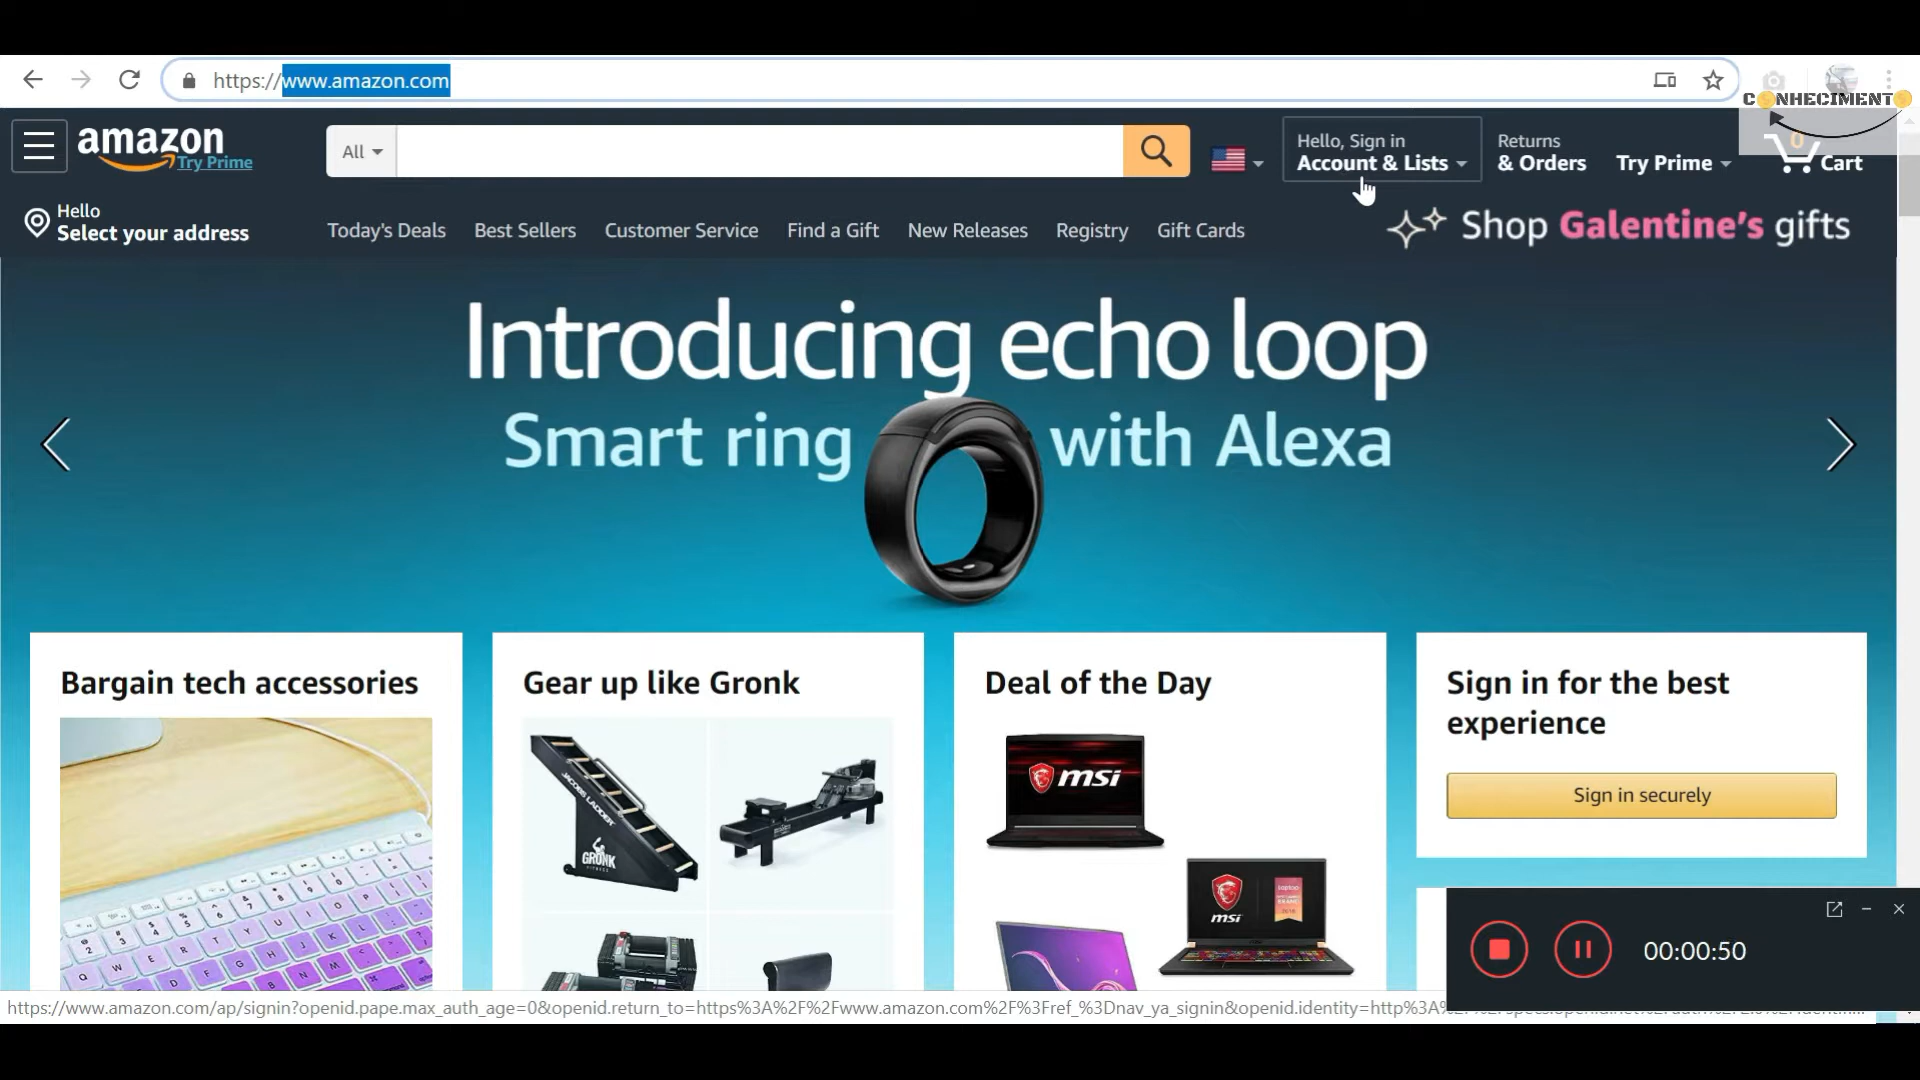 https://www.amazon.com
CONHECIMENTO
amazon
Try Prime
All
Hello, Sign in
Account & Lists
Returns
& Orders
Try Prime
0
Cart
Hello
Select your address
Today's Deals
Best Sellers
Customer Service
Find a Gift
New Releases
Registry
Gift Cards
Shop Galentine's gifts
Introducing echo loop
Smart ring with Alexa
Bargain tech accessories
Gear up like Gronk
Deal of the Day
Sign in for the best
experience
Sign in securely
JACOBS LADDER
GRONK
FITNESS
amazon
msi
msi
00:00:50
https://www.amazon.com/ap/signin?openid.pape.max_auth_age=0&openid.return_to=https%3A%2F%2Fwww.amazon.com%2F%3Fref_%3Dnav_ya_signin&openid.identity=http%3A%